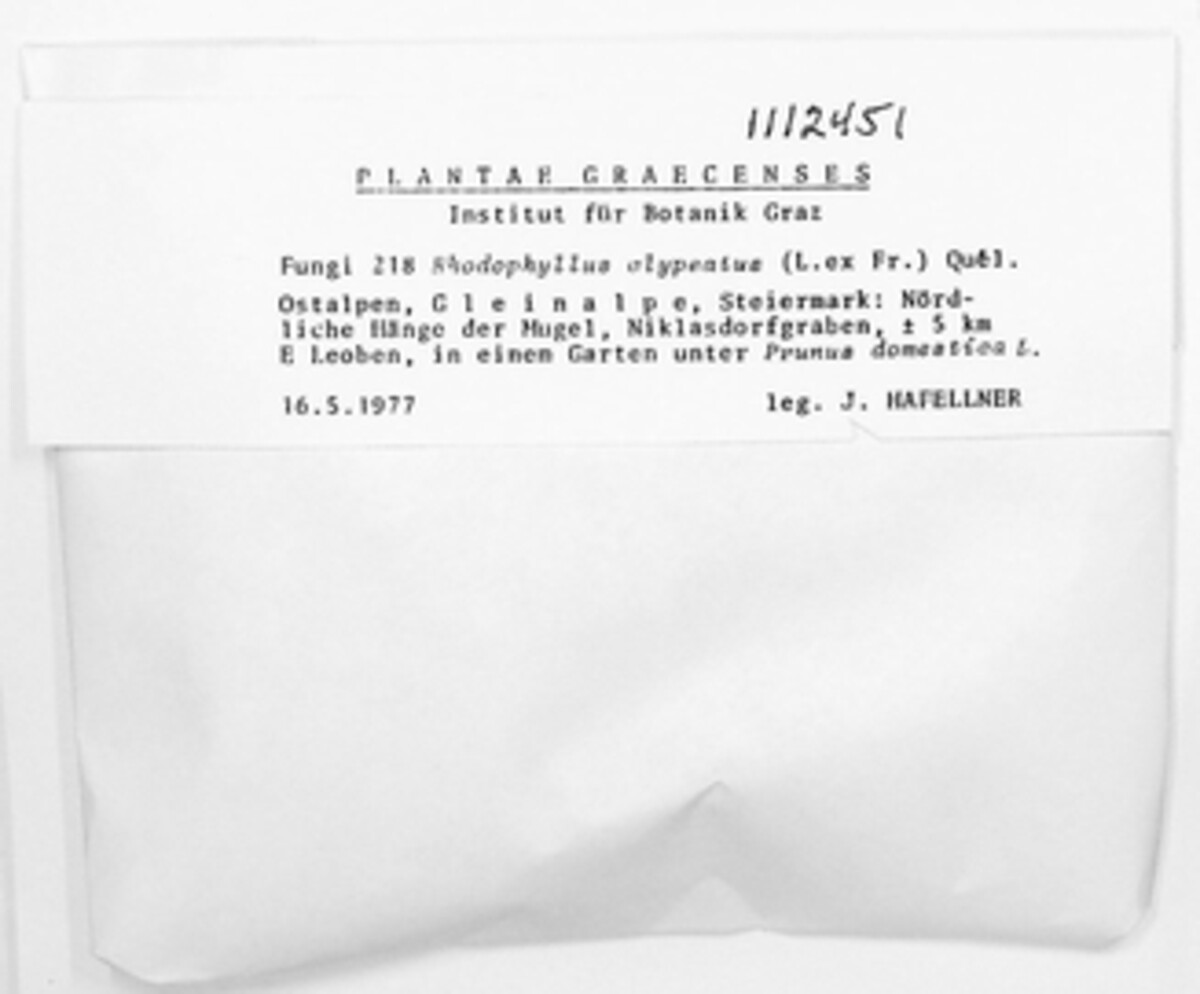 1112451
PLANTAE GRAECENSES
Institut für Botanik Graz
Fungi 218 Rhodophyllus clypeatus (L.ex Fr.) Quél.
Ostalpen, G l e i n a l p e, Steiermark: Nörd-
liche Hänge der Mugel, Niklasdorfgraben, ± 5 km
E Leoben, in einem Garten unter Prunus domestica L.
16.5.1977 leg. J. HAFELLNER